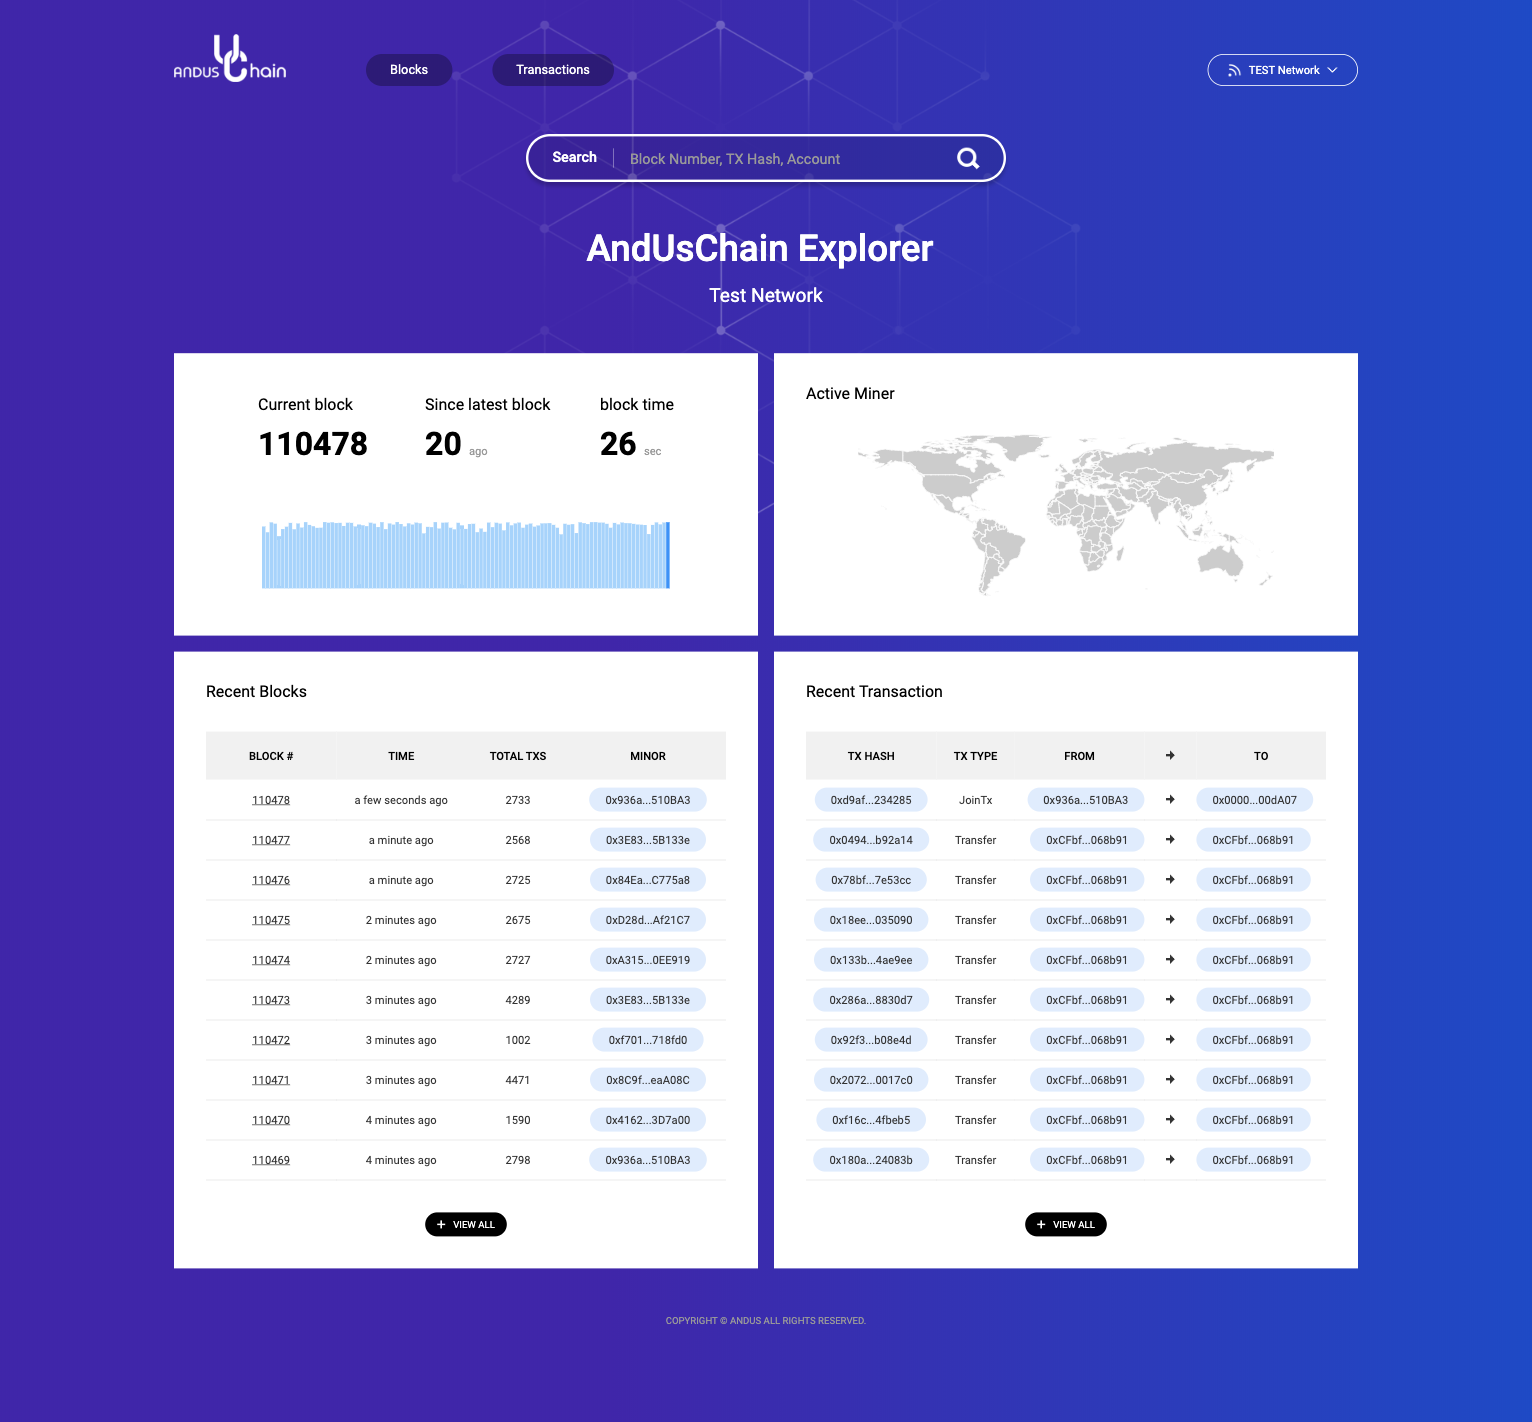 ANDUS Chain
Blocks
Transactions
TEST Network
Search
Block Number, TX Hash, Account
AndUsChain Explorer
Test Network
Current block
110478
Since latest block
20 ago
block time
26 sec
Active Miner
Recent Blocks
BLOCK # TIME TOTAL TXS MINOR
110478 a few seconds ago 2733 0x936a...510BA3
110477 a minute ago 2568 0x3E83...5B133e
110476 a minute ago 2725 0x84Ea...C775a8
110475 2 minutes ago 2675 0xD28d...Af21C7
110474 2 minutes ago 2727 0xA315...0EE919
110473 3 minutes ago 4289 0x3E83...5B133e
110472 3 minutes ago 1002 0xf701...718fd0
110471 3 minutes ago 4471 0x8C9f...eaA08C
110470 4 minutes ago 1590 0x4162...3D7a00
110469 4 minutes ago 2798 0x936a...510BA3
+ VIEW ALL
Recent Transaction
TX HASH TX TYPE FROM → TO
0xd9af...234285 JoinTx 0x936a...510BA3 → 0x0000...00dA07
0x0494...b92a14 Transfer 0xCFbf...068b91 → 0xCFbf...068b91
0x78bf...7e53cc Transfer 0xCFbf...068b91 → 0xCFbf...068b91
0x18ee...035090 Transfer 0xCFbf...068b91 → 0xCFbf...068b91
0x133b...4ae9ee Transfer 0xCFbf...068b91 → 0xCFbf...068b91
0x286a...8830d7 Transfer 0xCFbf...068b91 → 0xCFbf...068b91
0x92f3...b08e4d Transfer 0xCFbf...068b91 → 0xCFbf...068b91
0x2072...0017c0 Transfer 0xCFbf...068b91 → 0xCFbf...068b91
0xf16c...4fbeb5 Transfer 0xCFbf...068b91 → 0xCFbf...068b91
0x180a...24083b Transfer 0xCFbf...068b91 → 0xCFbf...068b91
+ VIEW ALL
COPYRIGHT © ANDUS ALL RIGHTS RESERVED.